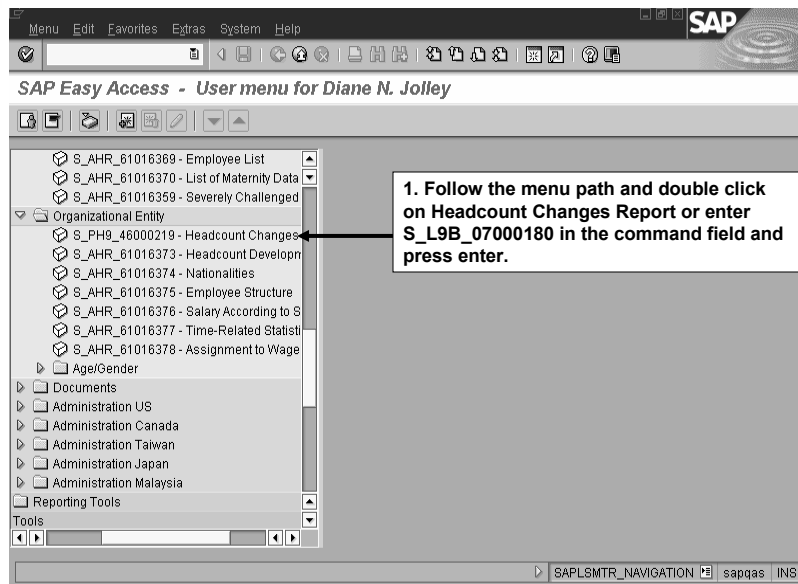 Menu Edit Favorites Extras System Help
SAP
SAP Easy Access - User menu for Diane N. Jolley
S_AHR_61016369 - Employee List
S_AHR_61016370 - List of Maternity Data
S_AHR_61016359 - Severely Challenged
Organizational Entity
S_PH9_46000219 - Headcount Changes
S_AHR_61016373 - Headcount Developm
S_AHR_61016374 - Nationalities
S_AHR_61016375 - Employee Structure
S_AHR_61016376 - Salary According to S
S_AHR_61016377 - Time-Related Statisti
S_AHR_61016378 - Assignment to Wage
Age/Gender
Documents
Administration US
Administration Canada
Administration Taiwan
Administration Japan
Administration Malaysia
Reporting Tools
Tools
1. Follow the menu path and double click
on Headcount Changes Report or enter
S_L9B_07000180 in the command field and
press enter.
SAPLSMTR_NAVIGATION sapqas INS